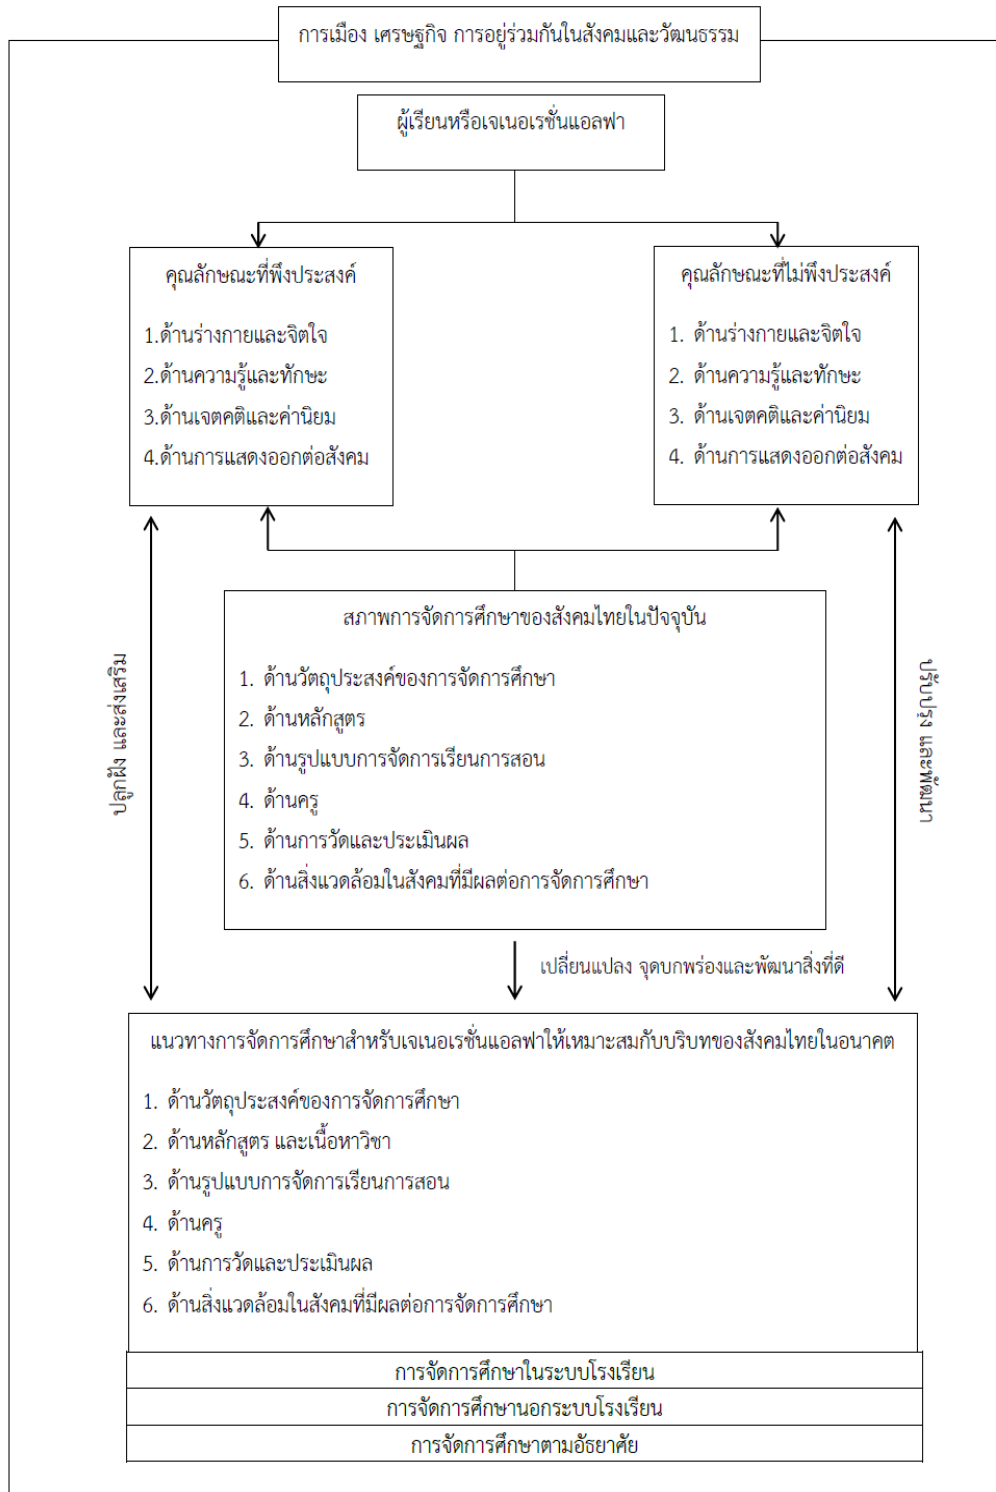 การเมือง เศรษฐกิจ การอยู่ร่วมกันในสังคมและวัฒนธรรม
ผู้เรียนหรือเจเนอเรชั่นแอลฟา
คุณลักษณะที่พึงประสงค์
1.ด้านร่างกายและจิตใจ
2.ด้านความรู้และทักษะ
3.ด้านเจตคติและค่านิยม
4.ด้านการแสดงออกต่อสังคม
คุณลักษณะที่ไม่พึงประสงค์
1. ด้านร่างกายและจิตใจ
2. ด้านความรู้และทักษะ
3. ด้านเจตคติและค่านิยม
4. ด้านการแสดงออกต่อสังคม
ปลูกฝัง และส่งเสริม
สภาพการจัดการศึกษาของสังคมไทยในปัจจุบัน
1. ด้านวัตถุประสงค์ของการจัดการศึกษา
2. ด้านหลักสูตร
3. ด้านรูปแบบการจัดการเรียนการสอน
4. ด้านครู
5. ด้านการวัดและประเมินผล
6. ด้านสิ่งแวดล้อมในสังคมที่มีผลต่อการจัดการศึกษา
ปรับปรุง และพัฒนา
เปลี่ยนแปลง จุดบกพร่องและพัฒนาสิ่งที่ดี
แนวทางการจัดการศึกษาสำหรับเจเนอเรชั่นแอลฟาให้เหมาะสมกับบริบทของสังคมไทยในอนาคต
1. ด้านวัตถุประสงค์ของการจัดการศึกษา
2. ด้านหลักสูตร และเนื้อหาวิชา
3. ด้านรูปแบบการจัดการเรียนการสอน
4. ด้านครู
5. ด้านการวัดและประเมินผล
6. ด้านสิ่งแวดล้อมในสังคมที่มีผลต่อการจัดการศึกษา
การจัดการศึกษาในระบบโรงเรียน
การจัดการศึกษานอกระบบโรงเรียน
การจัดการศึกษาตามอัธยาศัย